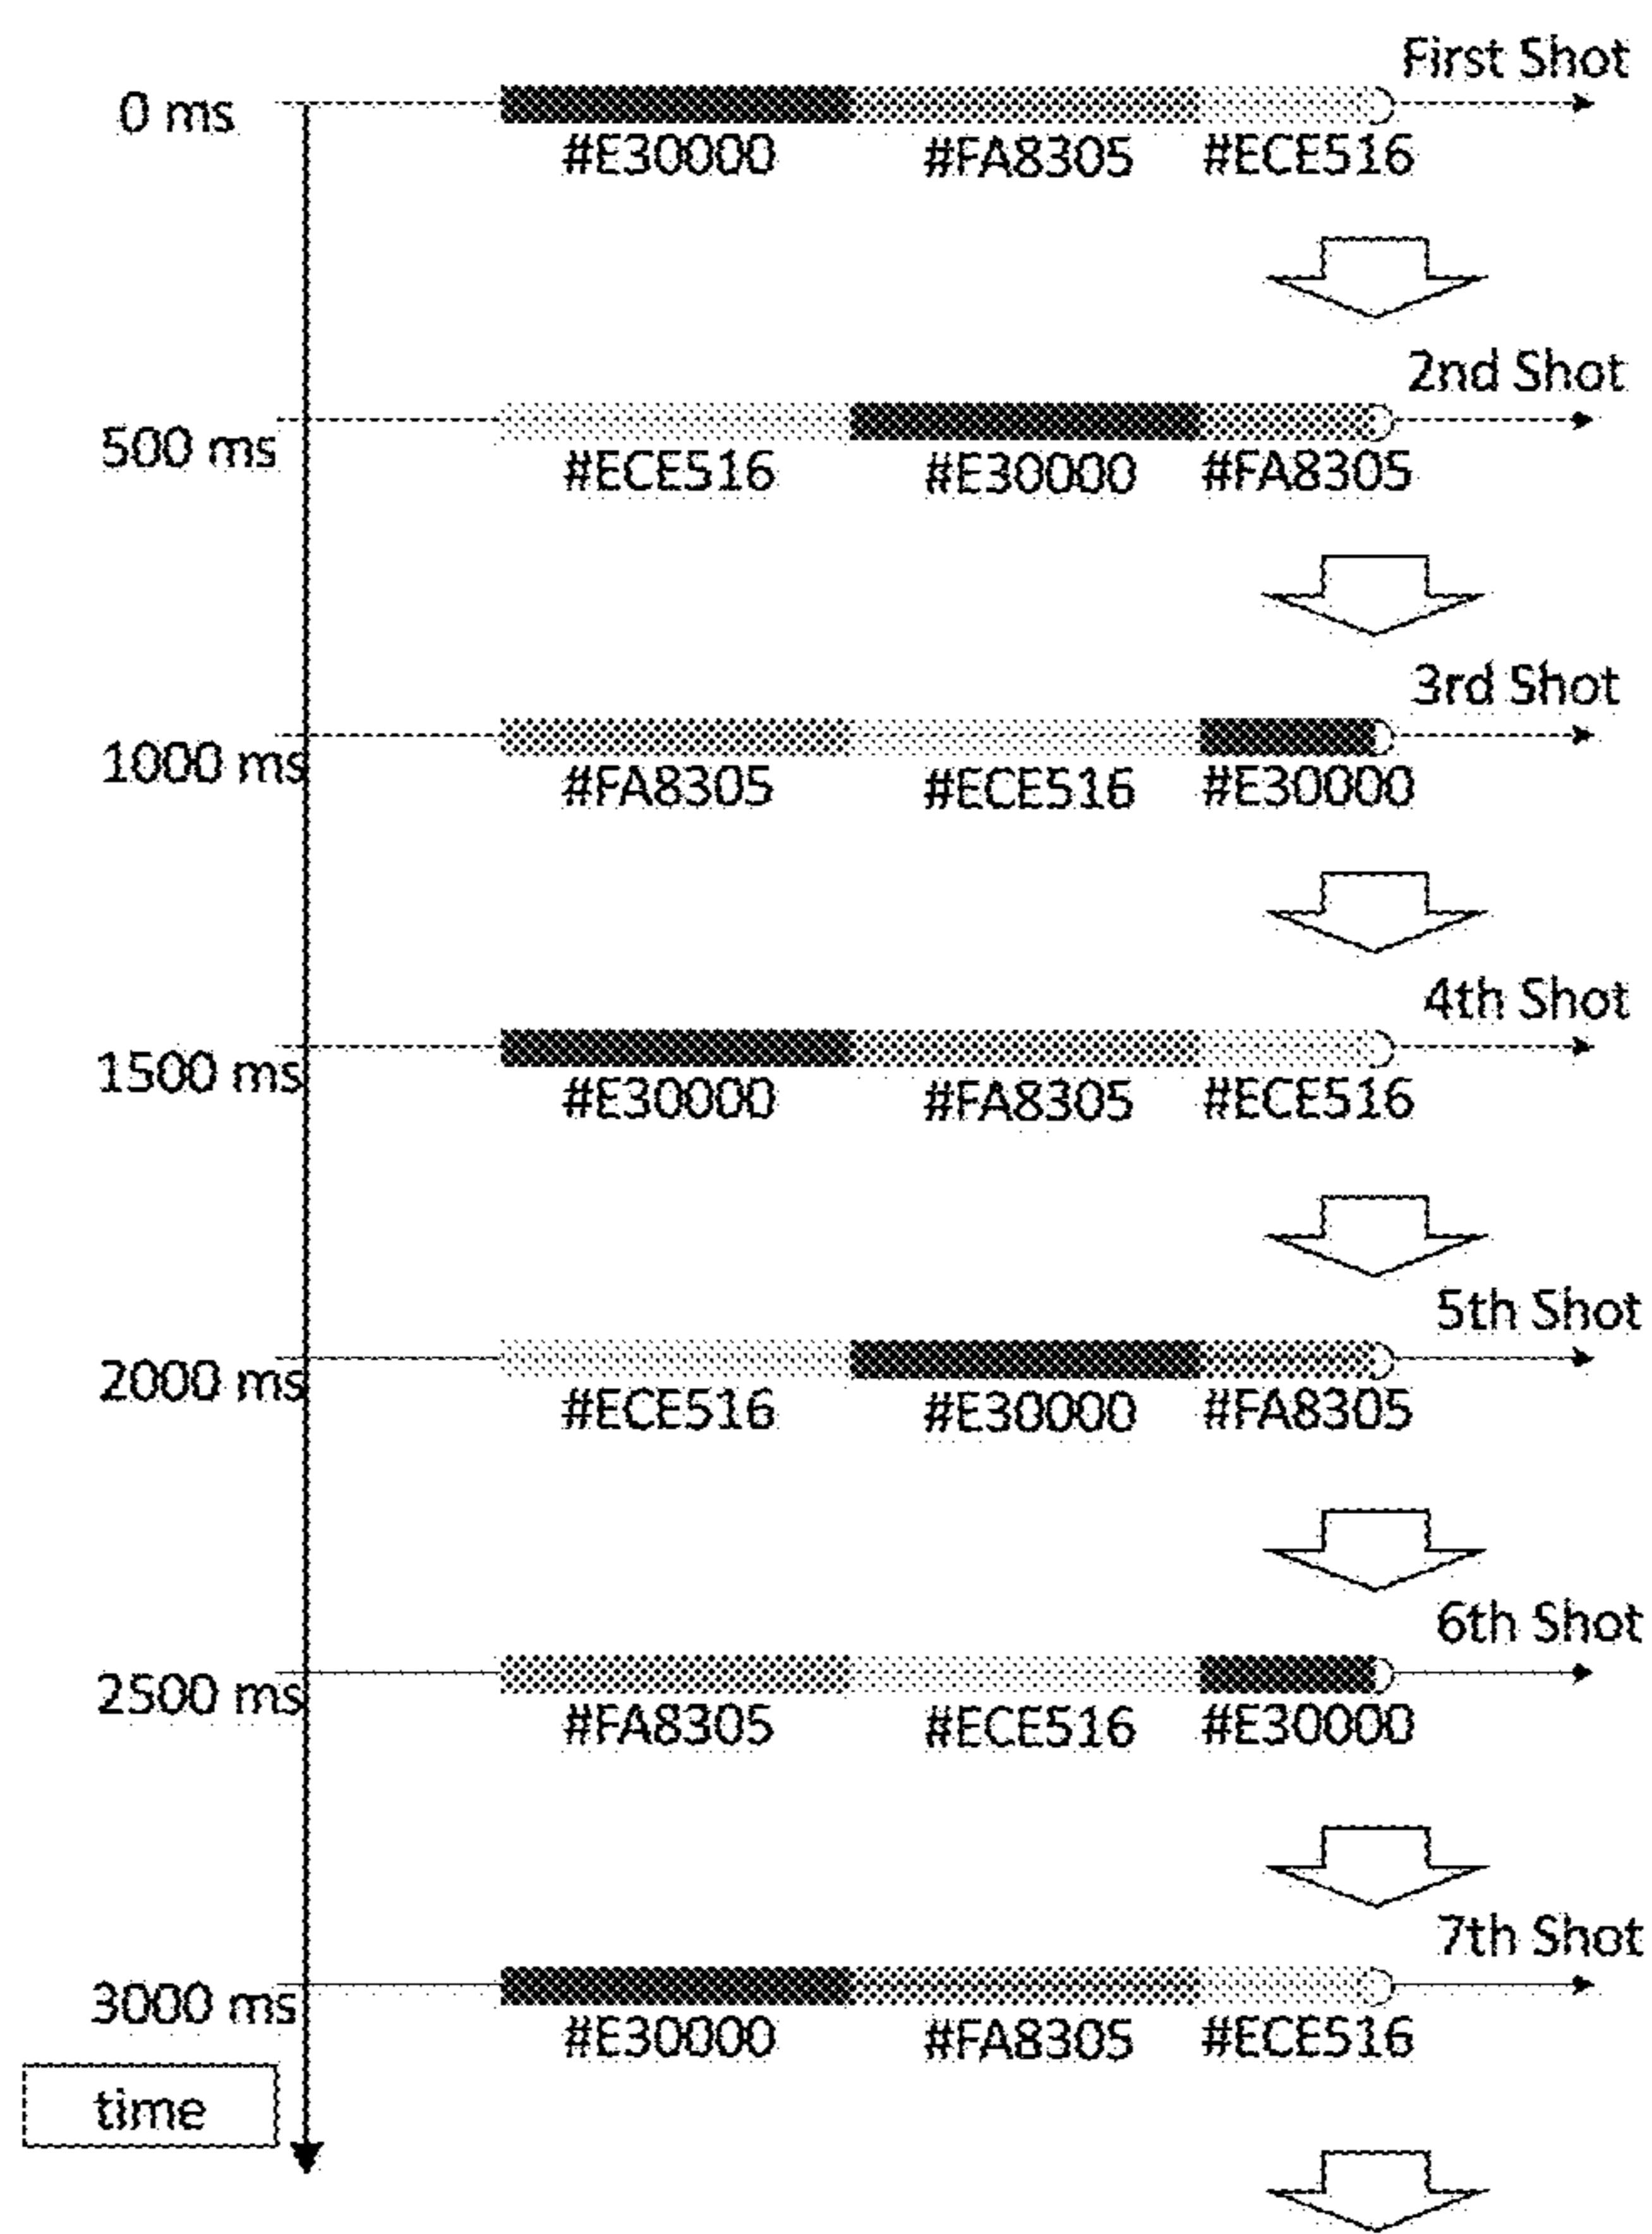 First Shot
0 ms
#E30000 #FA8305 #ECE516
2nd Shot
500 ms
#ECE516 #E30000 #FA8305
3rd Shot
1000 ms
#FA8305 #ECE516 #E30000
4th Shot
1500 ms
#E30000 #FA8305 #ECE516
5th Shot
2000 ms
#ECE516 #E30000 #FA8305
6th Shot
2500 ms
#FA8305 #ECE516 #E30000
7th Shot
3000 ms
#E30000 #FA8305 #ECE516
time